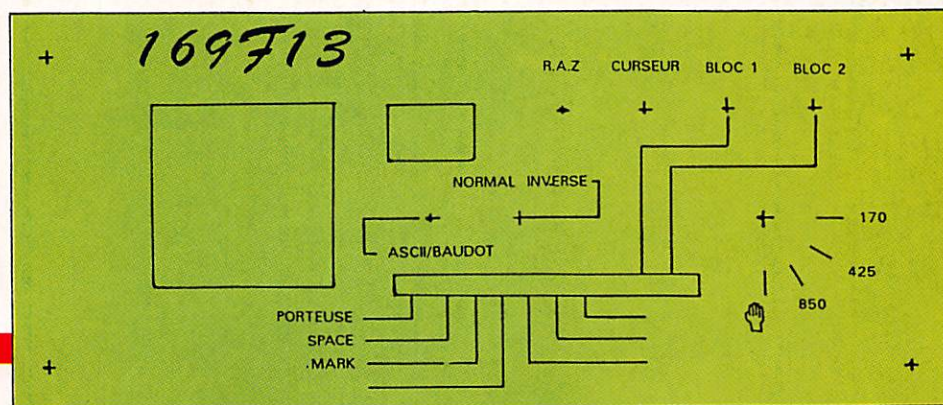 169F13
R.A.Z CURSEUR BLOC 1 BLOC 2
NORMAL INVERSE
170
ASCII/BAUDOT
425
850
PORTEUSE
SPACE
.MARK